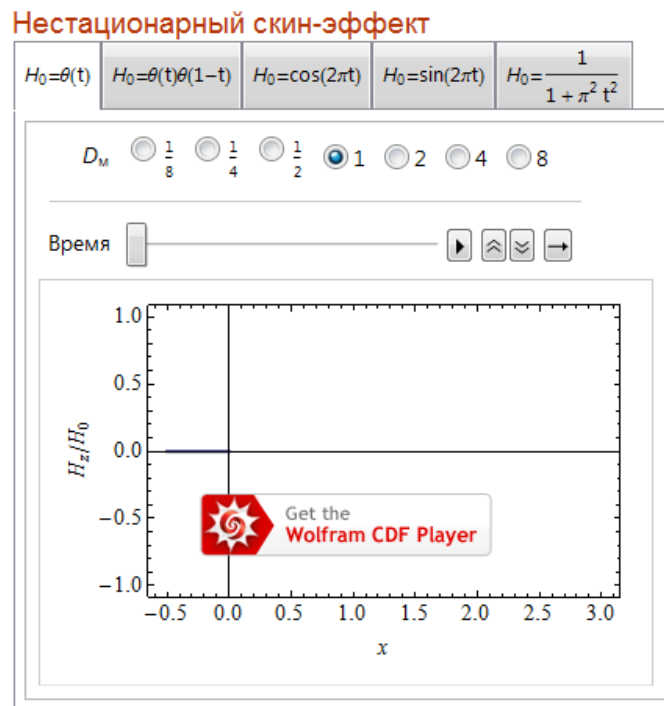 Нестационарный скин-эффект
H₀=θ(t) H₀=θ(t)θ(1−t) H₀=cos(2πt) H₀=sin(2πt) H₀=1/(1 + π² t²)
Dм 1/8 1/4 1/2 1 2 4 8
Время
1.0
0.5
0.0
−0.5
−1.0
Hz/H₀
Get the
Wolfram CDF Player
−0.5 0.0 0.5 1.0 1.5 2.0 2.5 3.0
x